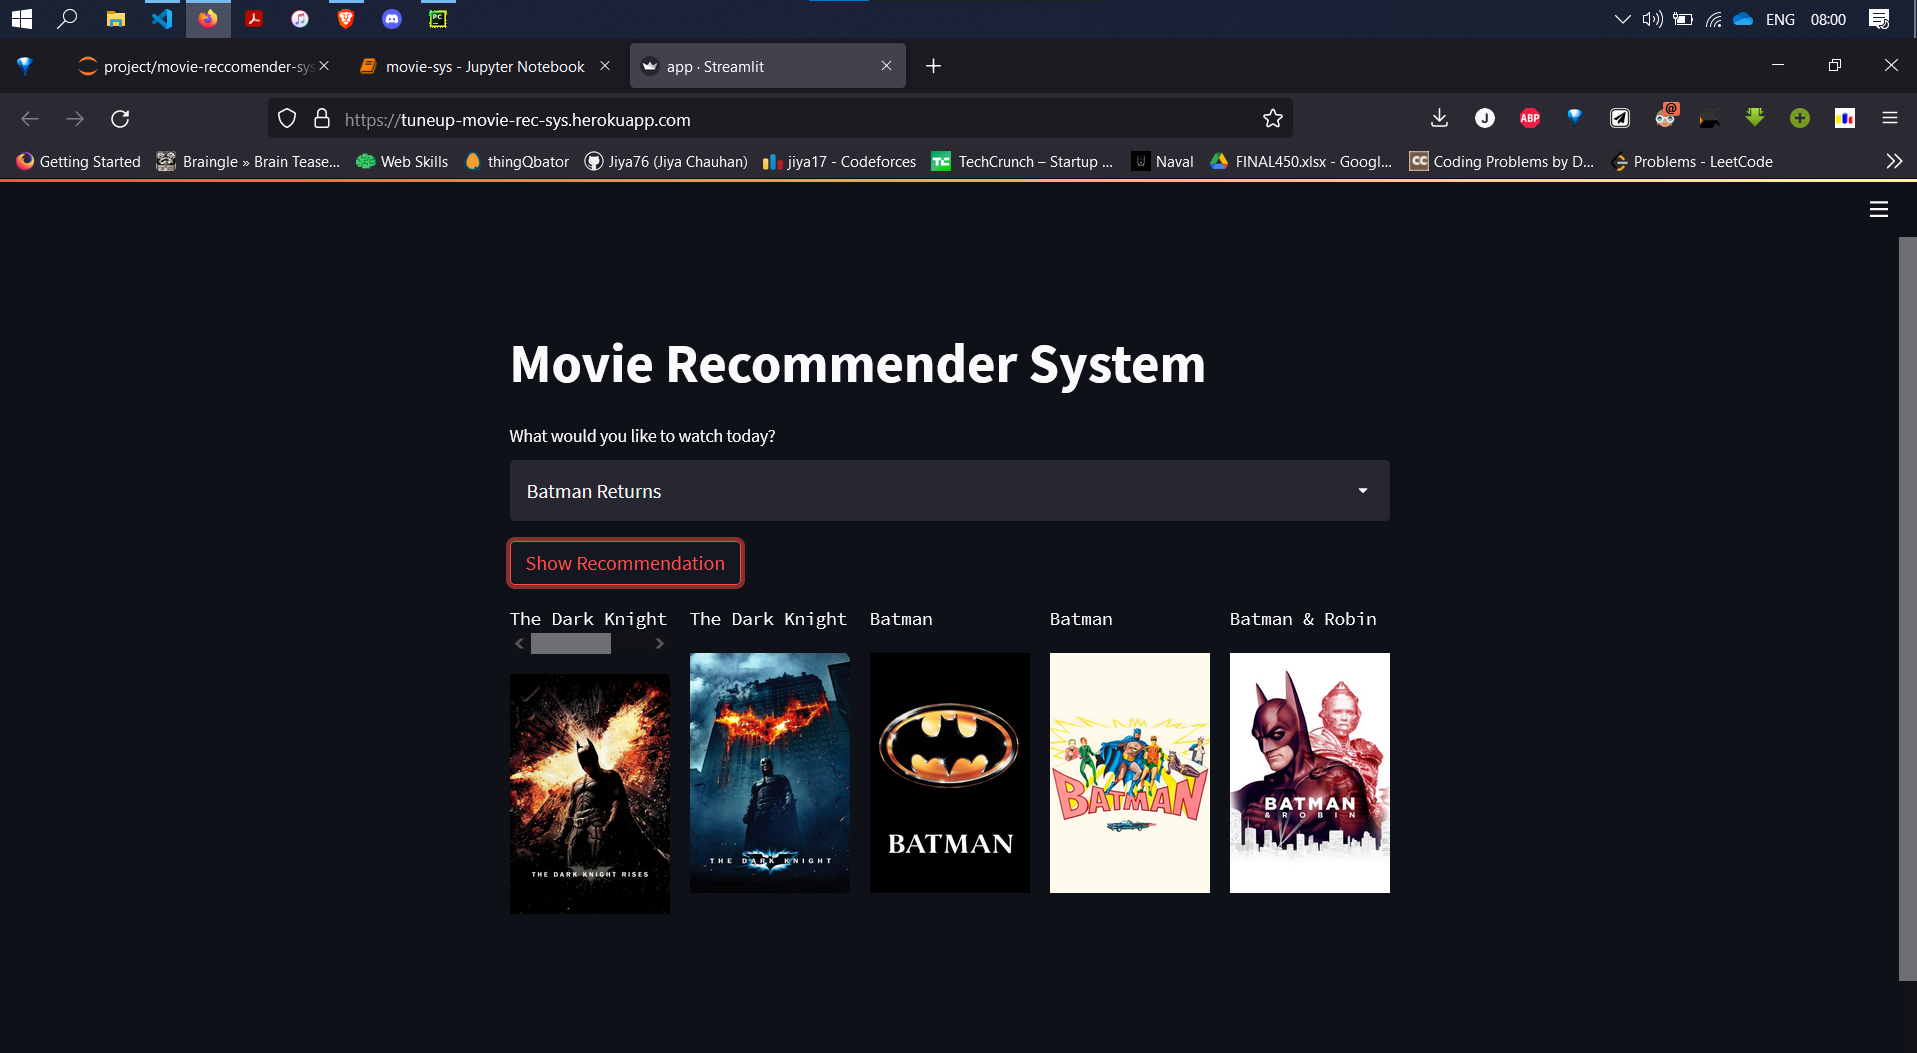 ENG 08:00
project/movie-reccomender-sys
movie-sys - Jupyter Notebook
app · Streamlit
https://tuneup-movie-rec-sys.herokuapp.com
J
ABP
@
Getting Started
Braingle » Brain Tease...
Web Skills
thingQbator
Jiya76 (Jiya Chauhan)
jiya17 - Codeforces
TC
TechCrunch – Startup ...
Naval
FINAL450.xlsx - Googl...
CC
Coding Problems by D...
Problems - LeetCode
Movie Recommender System
What would you like to watch today?
Batman Returns
Show Recommendation
The Dark Knight
The Dark Knight
Batman
Batman
Batman & Robin
THE DARK KNIGHT RISES
THE DARK KNIGHT
BATMAN
BATMAN
BATMAN
& ROBIN